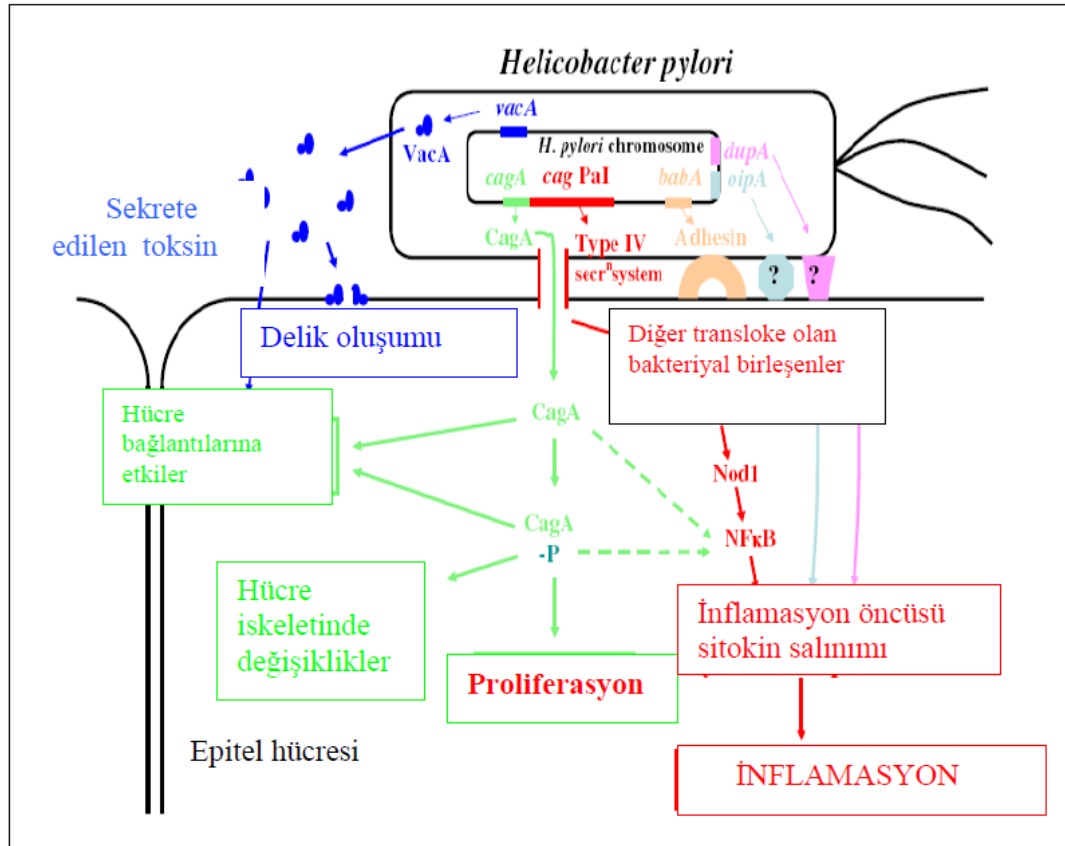 Helicobacter pylori
vacA
VacA
H. pylori chromosome
dupA
cagA cag PaI babA oipA
Sekrete
edilen toksin
CagA Type IV Adhesin
secrⁿ system
? ?
Delik oluşumu
Diğer transloke olan
bakteriyal birleşenler
Hücre
bağlantılarına
etkiler
CagA
Nod1
CagA
-P
NFκB
Hücre
iskeletinde
değişiklikler
İnflamasyon öncüsü
sitokin salınımı
Proliferasyon
Epitel hücresi
İNFLAMASYON